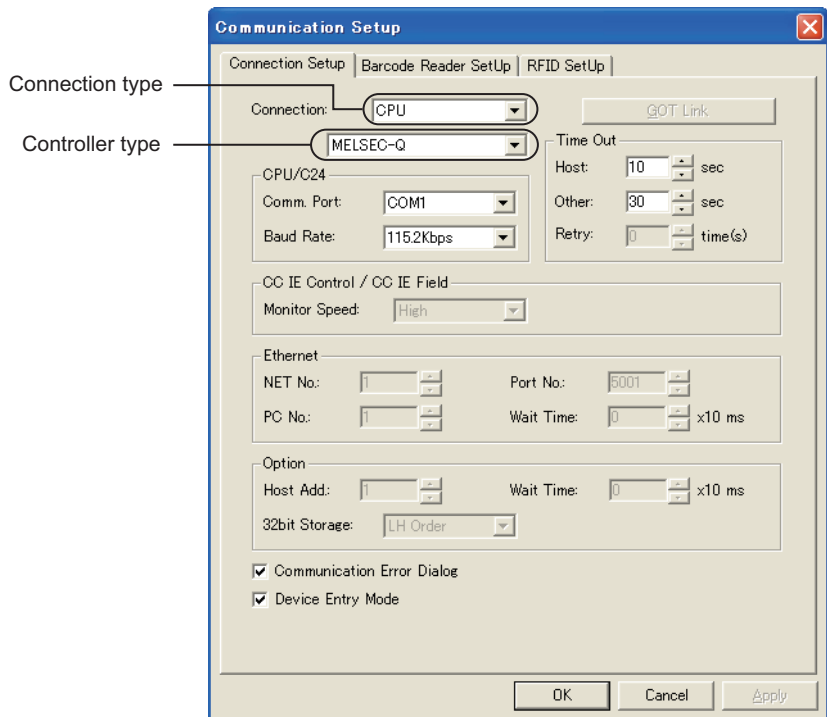 Communication Setup
Connection Setup
Barcode Reader SetUp
RFID SetUp
Connection type
Connection:
CPU
GOT Link
Controller type
MELSEC-Q
Time Out
Host:
10
sec
Other:
30
sec
Retry:
0
time(s)
CPU/C24
Comm. Port:
COM1
Baud Rate:
115.2Kbps
CC IE Control / CC IE Field
Monitor Speed:
High
Ethernet
NET No.:
1
Port No.:
5001
PC No.:
1
Wait Time:
0
x10 ms
Option
Host Add.:
1
Wait Time:
0
x10 ms
32bit Storage:
LH Order
Communication Error Dialog
Device Entry Mode
OK
Cancel
Apply